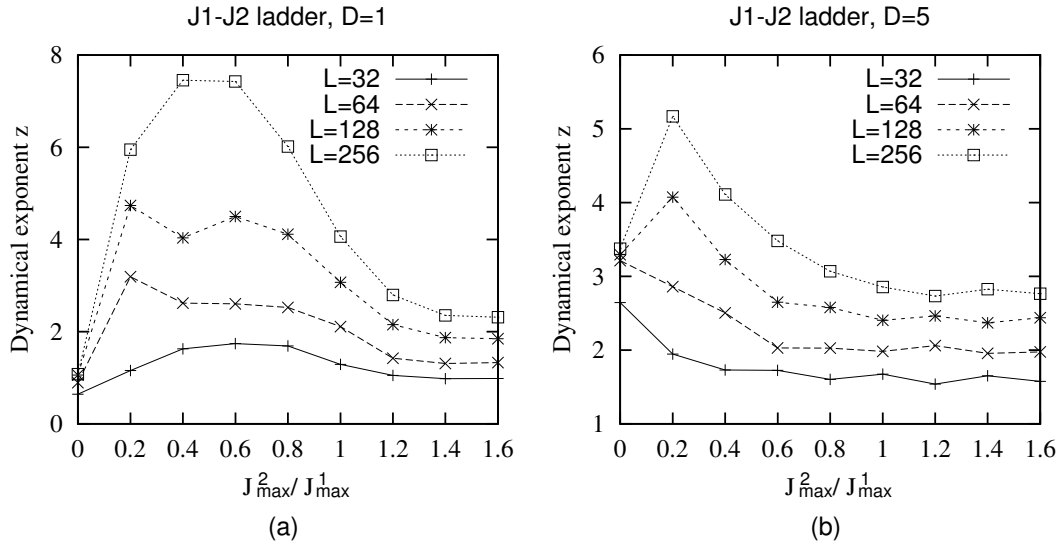 J1-J2 ladder, D=1
8
6
4
2
0
Dynamical exponent z
L=32
L=64
L=128
L=256
0 0.2 0.4 0.6 0.8 1 1.2 1.4 1.6
J²max/ J¹max
(a)
J1-J2 ladder, D=5
6
5
4
3
2
1
Dynamical exponent z
L=32
L=64
L=128
L=256
0 0.2 0.4 0.6 0.8 1 1.2 1.4 1.6
J²max/ J¹max
(b)